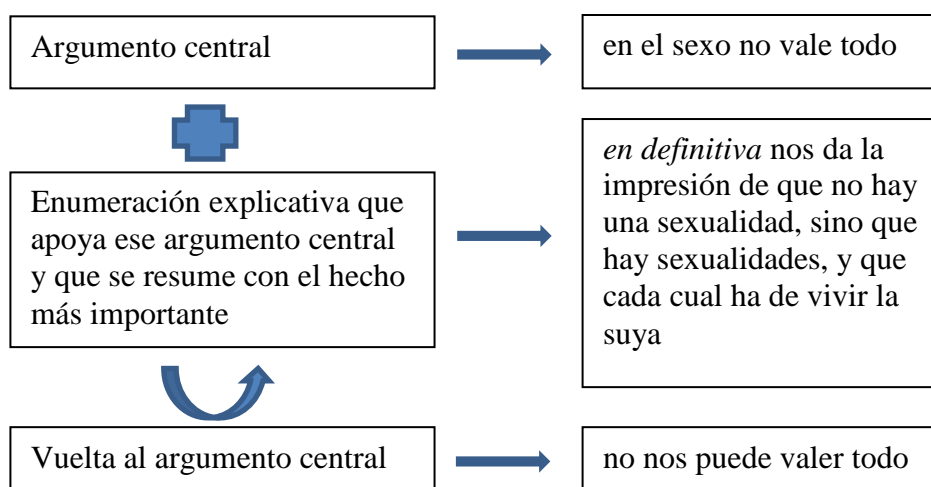 Argumento central
en el sexo no vale todo
Enumeración explicativa que
apoya ese argumento central
y que se resume con el hecho
más importante
en definitiva nos da la
impresión de que no hay
una sexualidad, sino que
hay sexualidades, y que
cada cual ha de vivir la
suya
Vuelta al argumento central
no nos puede valer todo